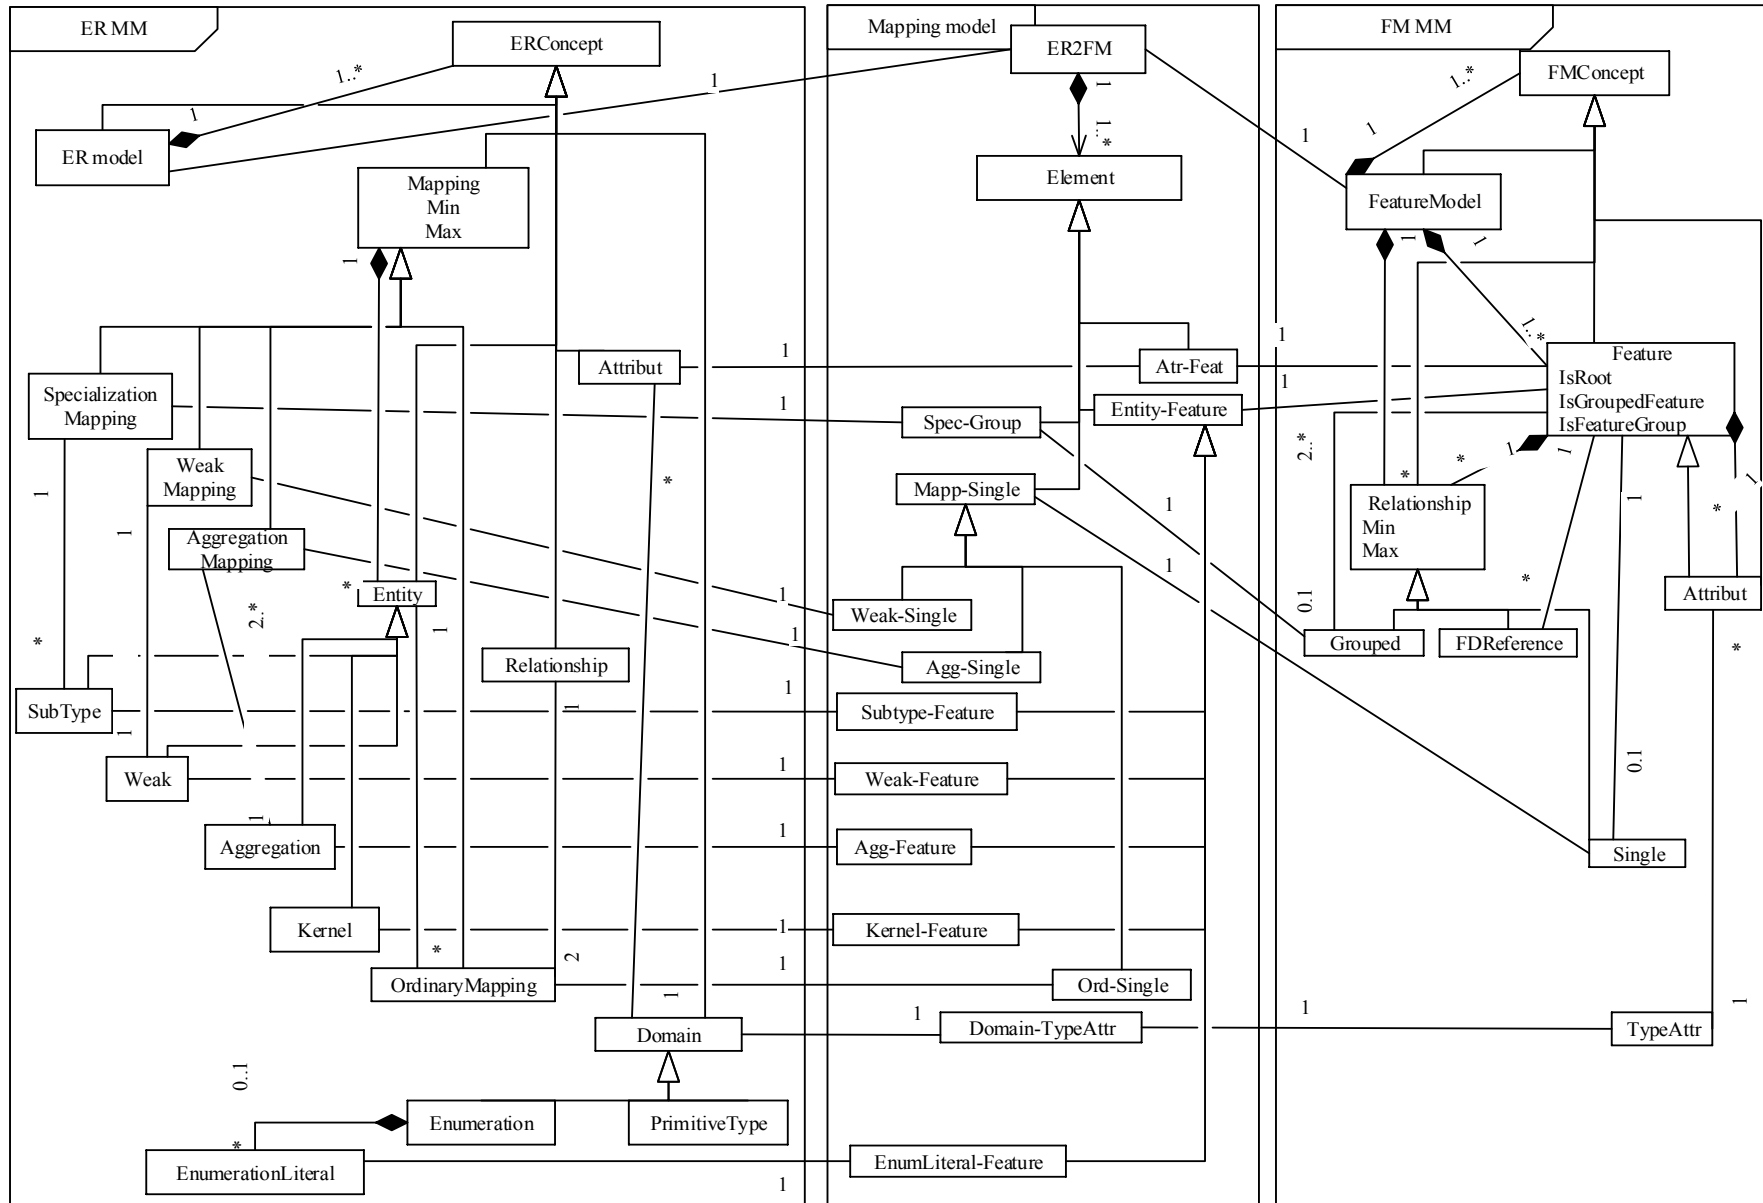 ER MM
ERConcept
1..*
1
1
ER model
Mapping
Min
Max
1
Specialization
Mapping
Attribut
1
1
Weak
Mapping
*
1
1
Aggregation
Mapping
*
Entity
2..*
1
*
Relationship
SubType
1
1
1
Weak
1
1
Aggregation
1
Kernel
1
*
2
OrdinaryMapping
1
1
Domain
1
0..1
Enumeration
PrimitiveType
*
EnumerationLiteral
1
Mapping model
ER2FM
1
1..*
Element
Atr-Feat
Spec-Group
Entity-Feature
Mapp-Single
1
Weak-Single
1
Agg-Single
Subtype-Feature
Weak-Feature
Agg-Feature
Kernel-Feature
Ord-Single
Domain-TypeAttr
EnumLiteral-Feature
FM MM
FMConcept
1..*
1
1
FeatureModel
1
1
1..*
1
1
Feature
IsRoot
IsGroupedFeature
IsFeatureGroup
2..*
1
1
*
*
1
1
1
1
*
Relationship
Min
Max
1
*
0.1
Attribut
Grouped
FDReference
*
0.1
Single
1
1
TypeAttr